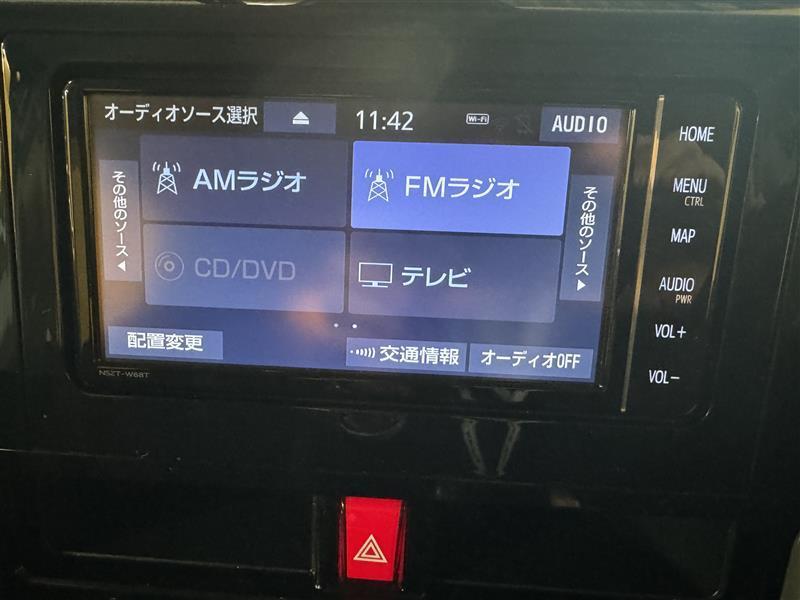 オーディオソース選択
11:42
Wi-Fi
AUDIO
その他のソース
AMラジオ
FMラジオ
その他のソース
CD/DVD
テレビ
配置変更
交通情報
オーディオOFF
NSZT-W68T
HOME
MENU
CTRL
MAP
AUDIO
PWR
VOL+
VOL-